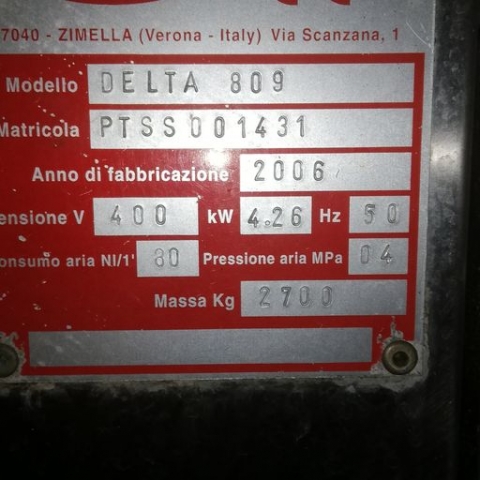 7040 - ZIMELLA (Verona - Italy) Via Scanzana, 1
Modello DELTA 809
Matricola PTSS001431
Anno di fabbricazione 2006
ensione V 400 kW 4.26 Hz 50
onsumo aria Nl/1' 80 Pressione aria MPa 04
Massa Kg 2700